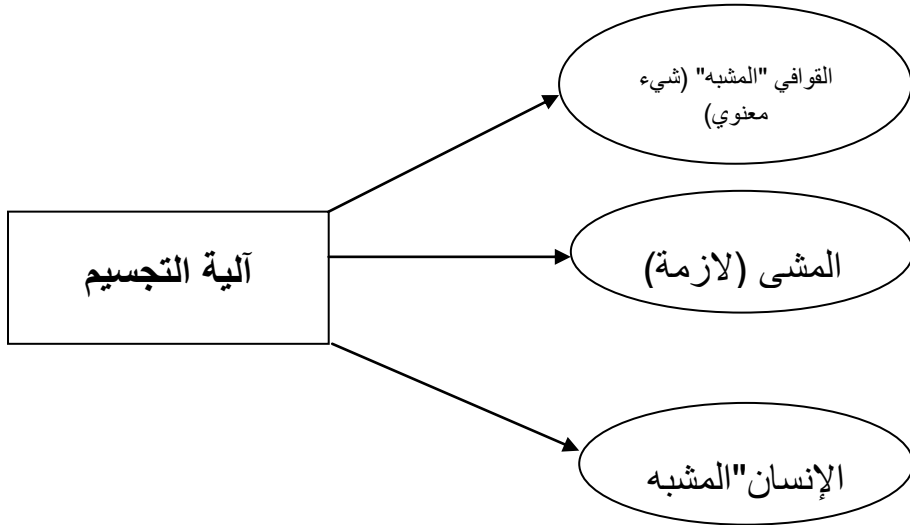 القوافي "المشبه" (شيء
معنوي)
آلية التجسيم
المشى (لازمة)
الإنسان"المشبه